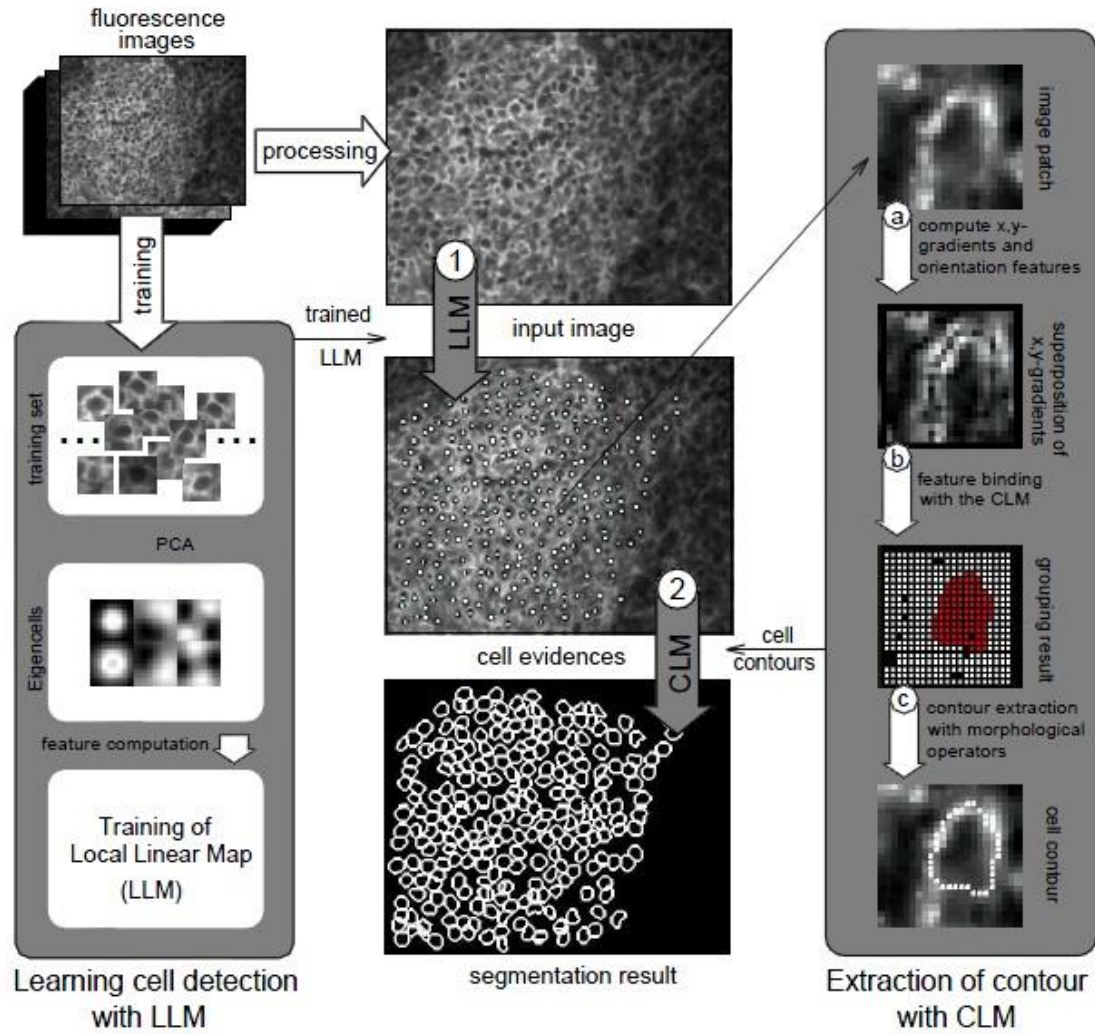 fluorescence
images
processing
training
training set
PCA
Eigencells
feature computation
Training of
Local Linear Map
(LLM)
Learning cell detection
with LLM
trained
LLM
1
LLM
input image
cell evidences
2
CLM
cell
contours
segmentation result
image patch
a
compute x,y-
gradients and
orientation features
superposition of
x,y-gradients
b
feature binding
with the CLM
grouping result
c
contour extraction
with morphological
operators
cell contour
Extraction of contour
with CLM